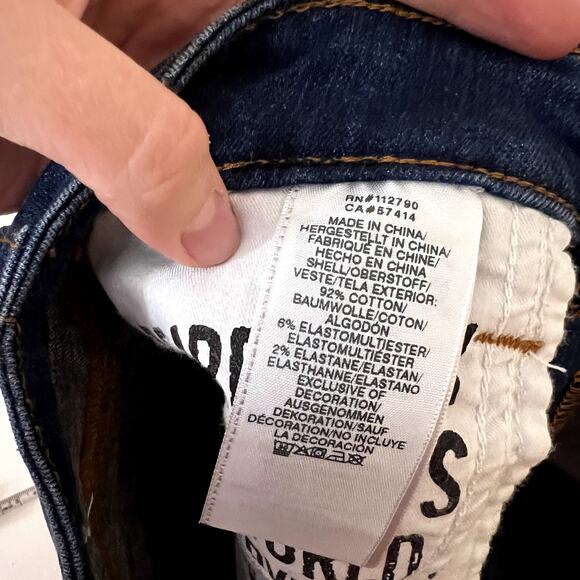 RN#112790
CA#57414
MADE IN CHINA/
HERGESTELLT IN CHINA/
FABRIQUÉ EN CHINE/
HECHO EN CHINA
SHELL/OBERSTOFF/
VESTE/TELA EXTERIOR:
92% COTTON/
BAUMWOLLE/COTON/
ALGODÓN
6% ELASTOMULTIESTER/
ELASTOMULTIESTER
2% ELASTANE/ELASTAN/
ELASTHANNE/ELASTANO
EXCLUSIVE OF
DECORATION/
AUSGENOMMEN
DEKORATION/SAUF
DÉCORATION/NO INCLUYE
LA DECORACIÓN